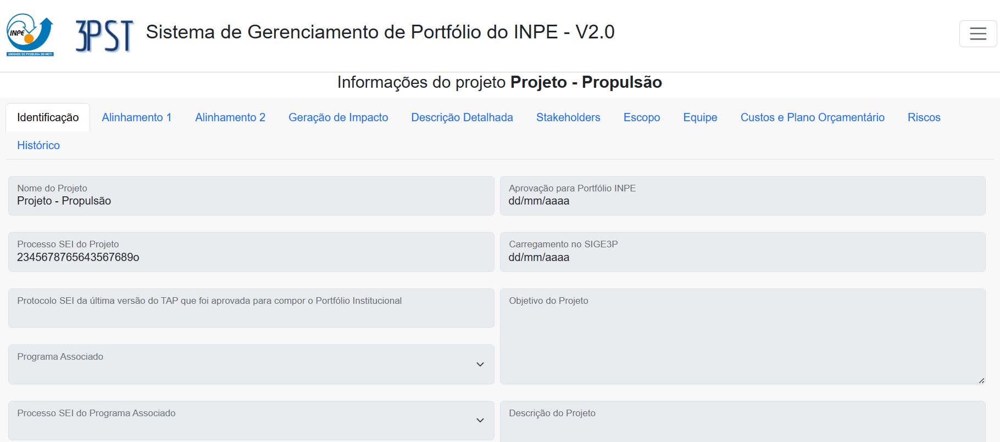 INPE
UNIDADE DE PESQUISA DO MCTI
3PST
Sistema de Gerenciamento de Portfólio do INPE - V2.0
Informações do projeto Projeto - Propulsão
Identificação
Alinhamento 1
Alinhamento 2
Geração de Impacto
Descrição Detalhada
Stakeholders
Escopo
Equipe
Custos e Plano Orçamentário
Riscos
Histórico
Nome do Projeto
Projeto - Propulsão
Aprovação para Portfólio INPE
dd/mm/aaaa
Processo SEI do Projeto
2345678765643567689o
Carregamento no SIGE3P
dd/mm/aaaa
Protocolo SEI da última versão do TAP que foi aprovada para compor o Portfólio Institucional
Objetivo do Projeto
Programa Associado
Processo SEI do Programa Associado
Descrição do Projeto